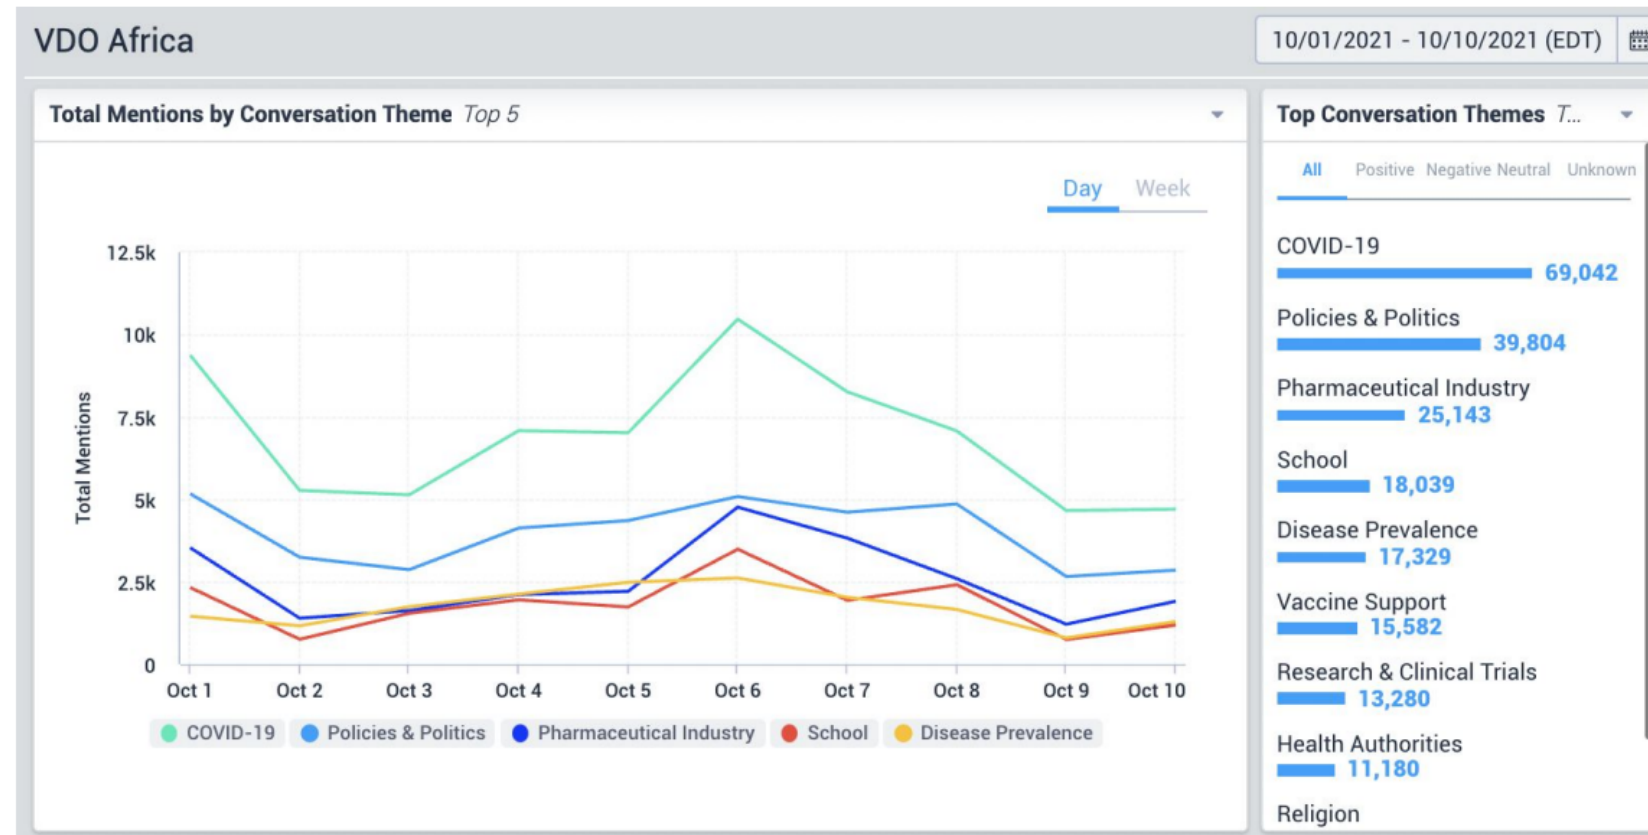 VDO Africa
10/01/2021 - 10/10/2021 (EDT)
Total Mentions by Conversation Theme Top 5
Day Week
12.5k
10k
7.5k
5k
2.5k
0
Total Mentions
Oct 1 Oct 2 Oct 3 Oct 4 Oct 5 Oct 6 Oct 7 Oct 8 Oct 9 Oct 10
COVID-19 Policies & Politics Pharmaceutical Industry School Disease Prevalence
Top Conversation Themes T...
All Positive Negative Neutral Unknown
COVID-19
69,042
Policies & Politics
39,804
Pharmaceutical Industry
25,143
School
18,039
Disease Prevalence
17,329
Vaccine Support
15,582
Research & Clinical Trials
13,280
Health Authorities
11,180
Religion